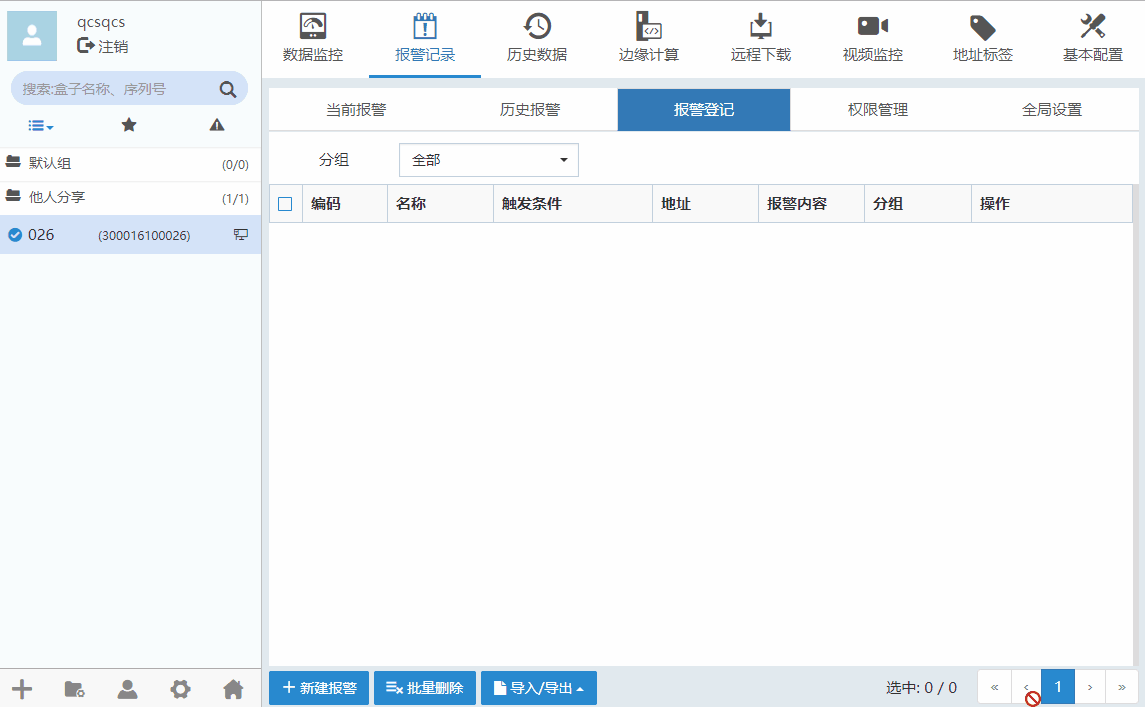 qcsqcs
注销
搜索:盒子名称、序列号
默认组 (0/0)
他人分享 (1/1)
026 (300016100026)
数据监控 报警记录 历史数据 边缘计算 远程下载 视频监控 地址标签 基本配置
当前报警 历史报警 报警登记 权限管理 全局设置
分组 全部
编码 名称 触发条件 地址 报警内容 分组 操作
新建报警 批量删除 导入/导出 选中: 0 / 0 « ‹ 1 › »